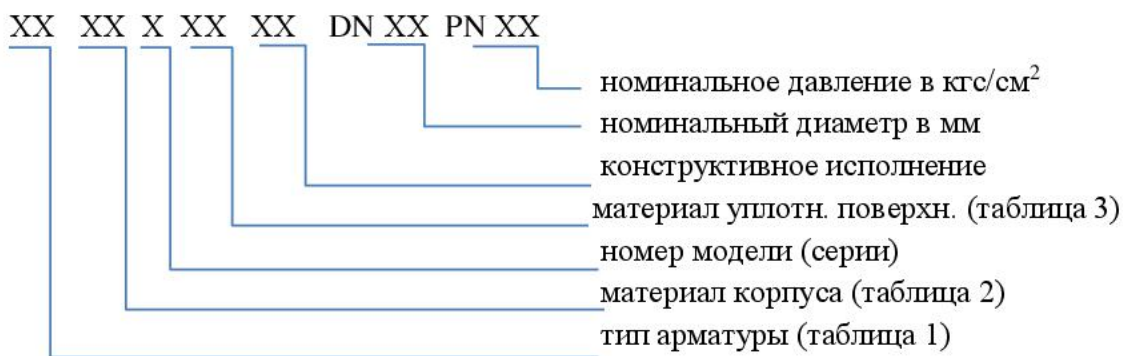 XX XX X XX XX DN XX PN XX
номинальное давление в кгс/см²
номинальный диаметр в мм
конструктивное исполнение
материал уплотн. поверхн. (таблица 3)
номер модели (серии)
материал корпуса (таблица 2)
тип арматуры (таблица 1)